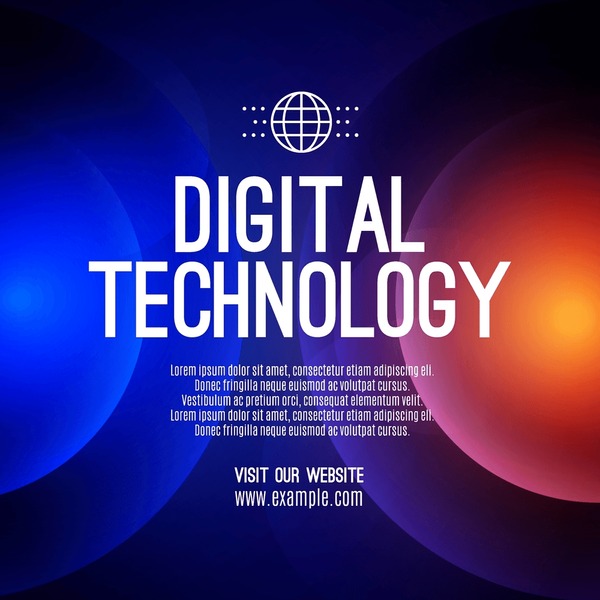 DIGITAL
TECHNOLOGY
Lorem ipsum dolor sit amet, consectetur etiam adipiscing eli.
Donec fringilla neque euismod ac volutpat cursus.
Vestibulum ac pretium orci, consequat elementum velit.
Lorem ipsum dolor sit amet, consectetur etiam adipiscing eli.
Donec fringilla neque euismod ac volutpat cursus.
VISIT OUR WEBSITE
www.example.com